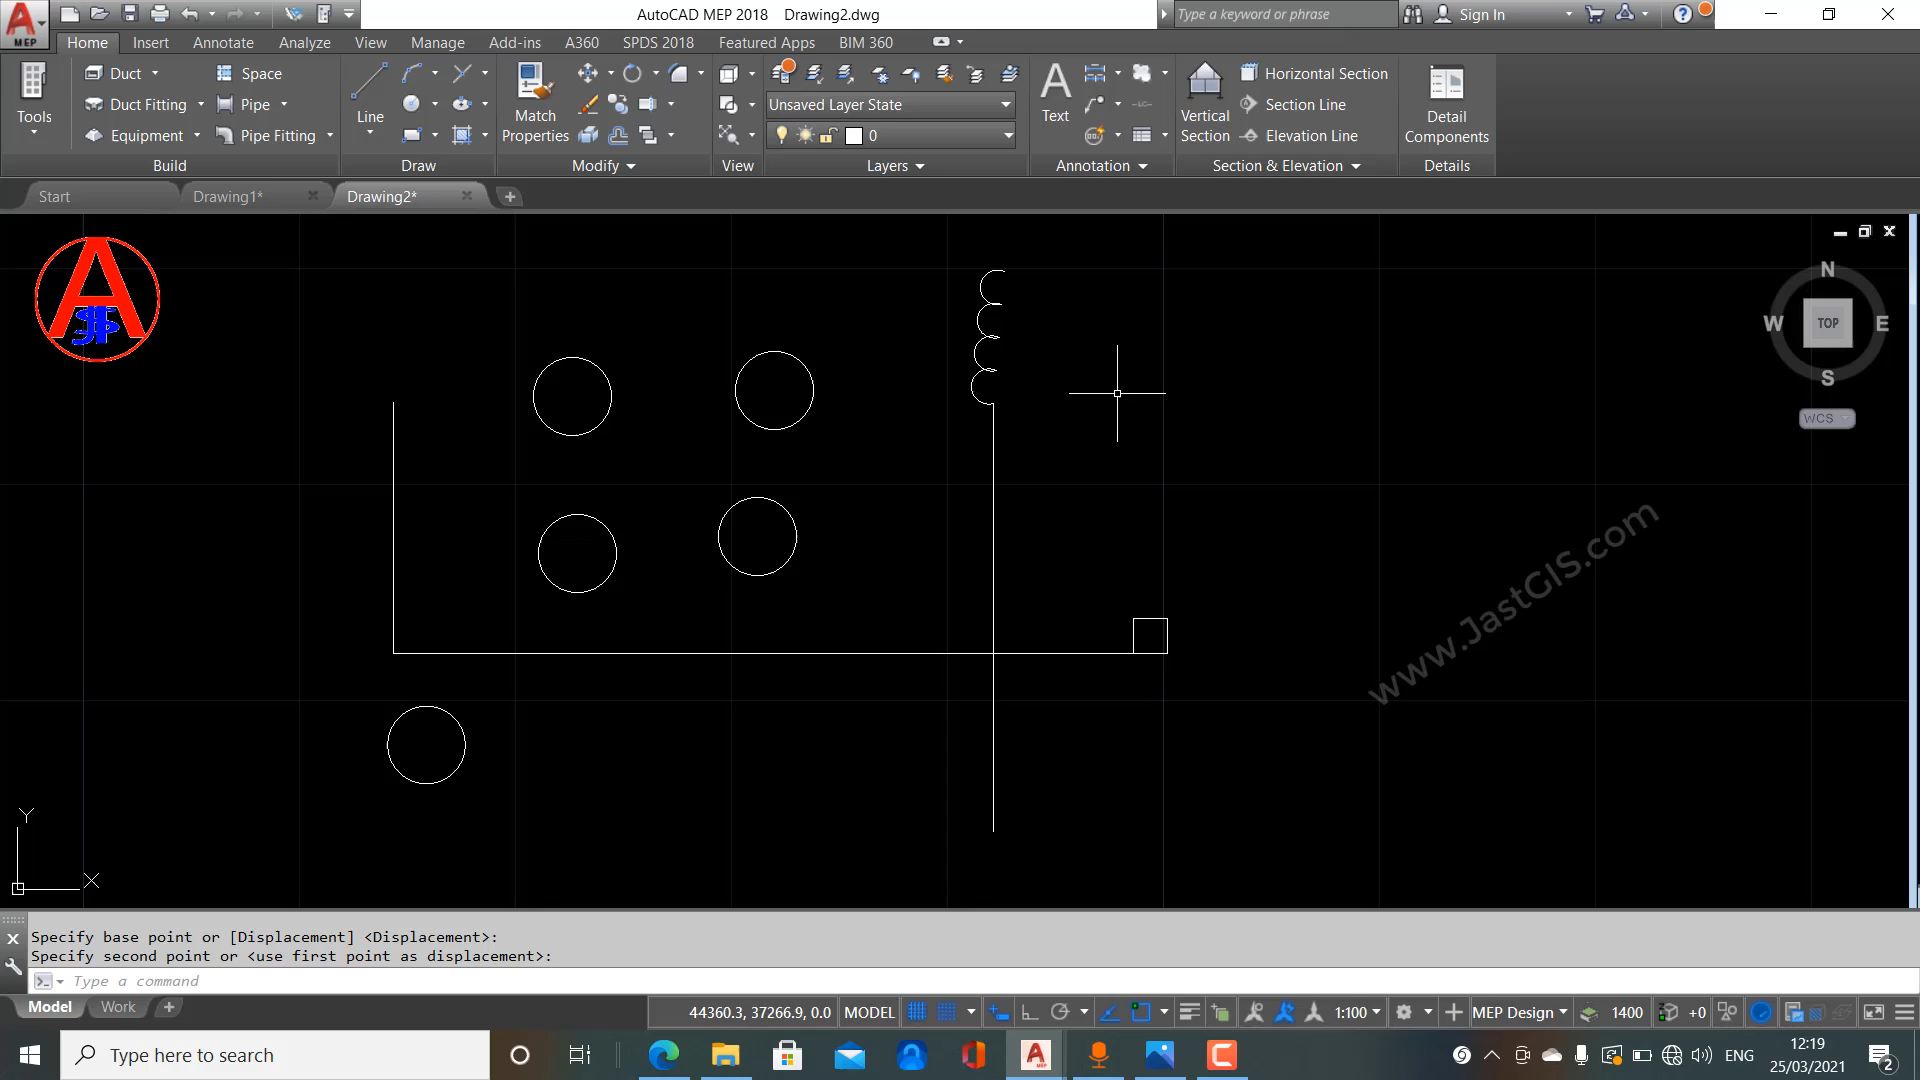 AutoCAD MEP 2018 Drawing2.dwg
Type a keyword or phrase
Sign In
MEP
Home Insert Annotate Analyze View Manage Add-ins A360 SPDS 2018 Featured Apps BIM 360
Tools
Duct
Duct Fitting
Equipment
Space
Pipe
Pipe Fitting
Build
Line
Draw
Match
Properties
Modify
View
Unsaved Layer State
0
Layers
Text
Annotation
Vertical
Section
Horizontal Section
Section Line
Elevation Line
Section & Elevation
Detail
Components
Details
Start Drawing1* Drawing2*
A
N
W TOP E
S
WCS
www.JastGIS.com
Y
X
Specify base point or [Displacement] <Displacement>:
Specify second point or <use first point as displacement>:
Type a command
Model Work
44360.3, 37266.9, 0.0 MODEL 1:100 MEP Design 1400 +0
Type here to search
ENG
12:19
25/03/2021
2